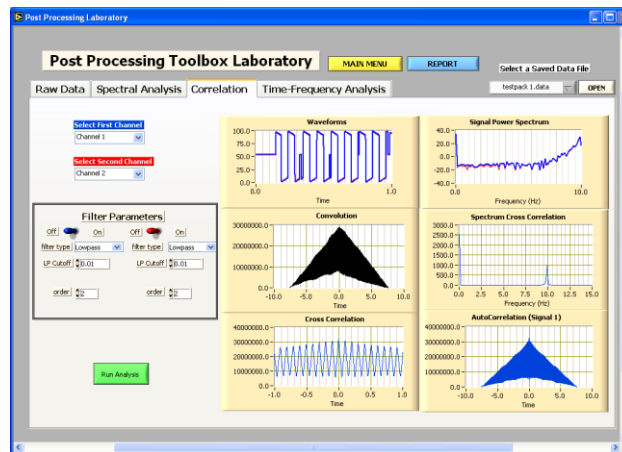 Post Processing Laboratory
Post Processing Toolbox Laboratory
MAIN MENU
REPORT
Select a Saved Data File
testpack 1.data
OPEN
Raw Data Spectral Analysis Correlation Time-Frequency Analysis
Select First Channel
Channel 1
Select Second Channel
Channel 2
Filter Parameters
Off On Off On
filter type Lowpass filter type Lowpass
LP Cutoff 0.01 LP Cutoff 0.01
order 2 order 2
Run Analysis
Waveforms
100.0
75.0
50.0
25.0
0.0
0.0 1.0
Time
Signal Power Spectrum
40.0
20.0
0.0
-20.0
-40.0
0.0 10.0
Frequency (Hz)
Convolution
30000000.0
20000000.0
10000000.0
0.0
-10.0 -5.0 0.0 5.0 10.0
Time
Spectrum Cross Correlation
3000.0
2500.0
2000.0
1500.0
1000.0
500.0
0.0
0.0 2.5 5.0 7.5 10.0 12.5 15.0
Frequency (Hz)
Cross Correlation
40000000.0
30000000.0
20000000.0
10000000.0
0.0
-1.0 -0.5 0.0 0.5 1.0
Time
AutoCorrelation (Signal 1)
40000000.0
30000000.0
20000000.0
10000000.0
0.0
-10.0 -5.0 0.0 5.0 10.0
Time